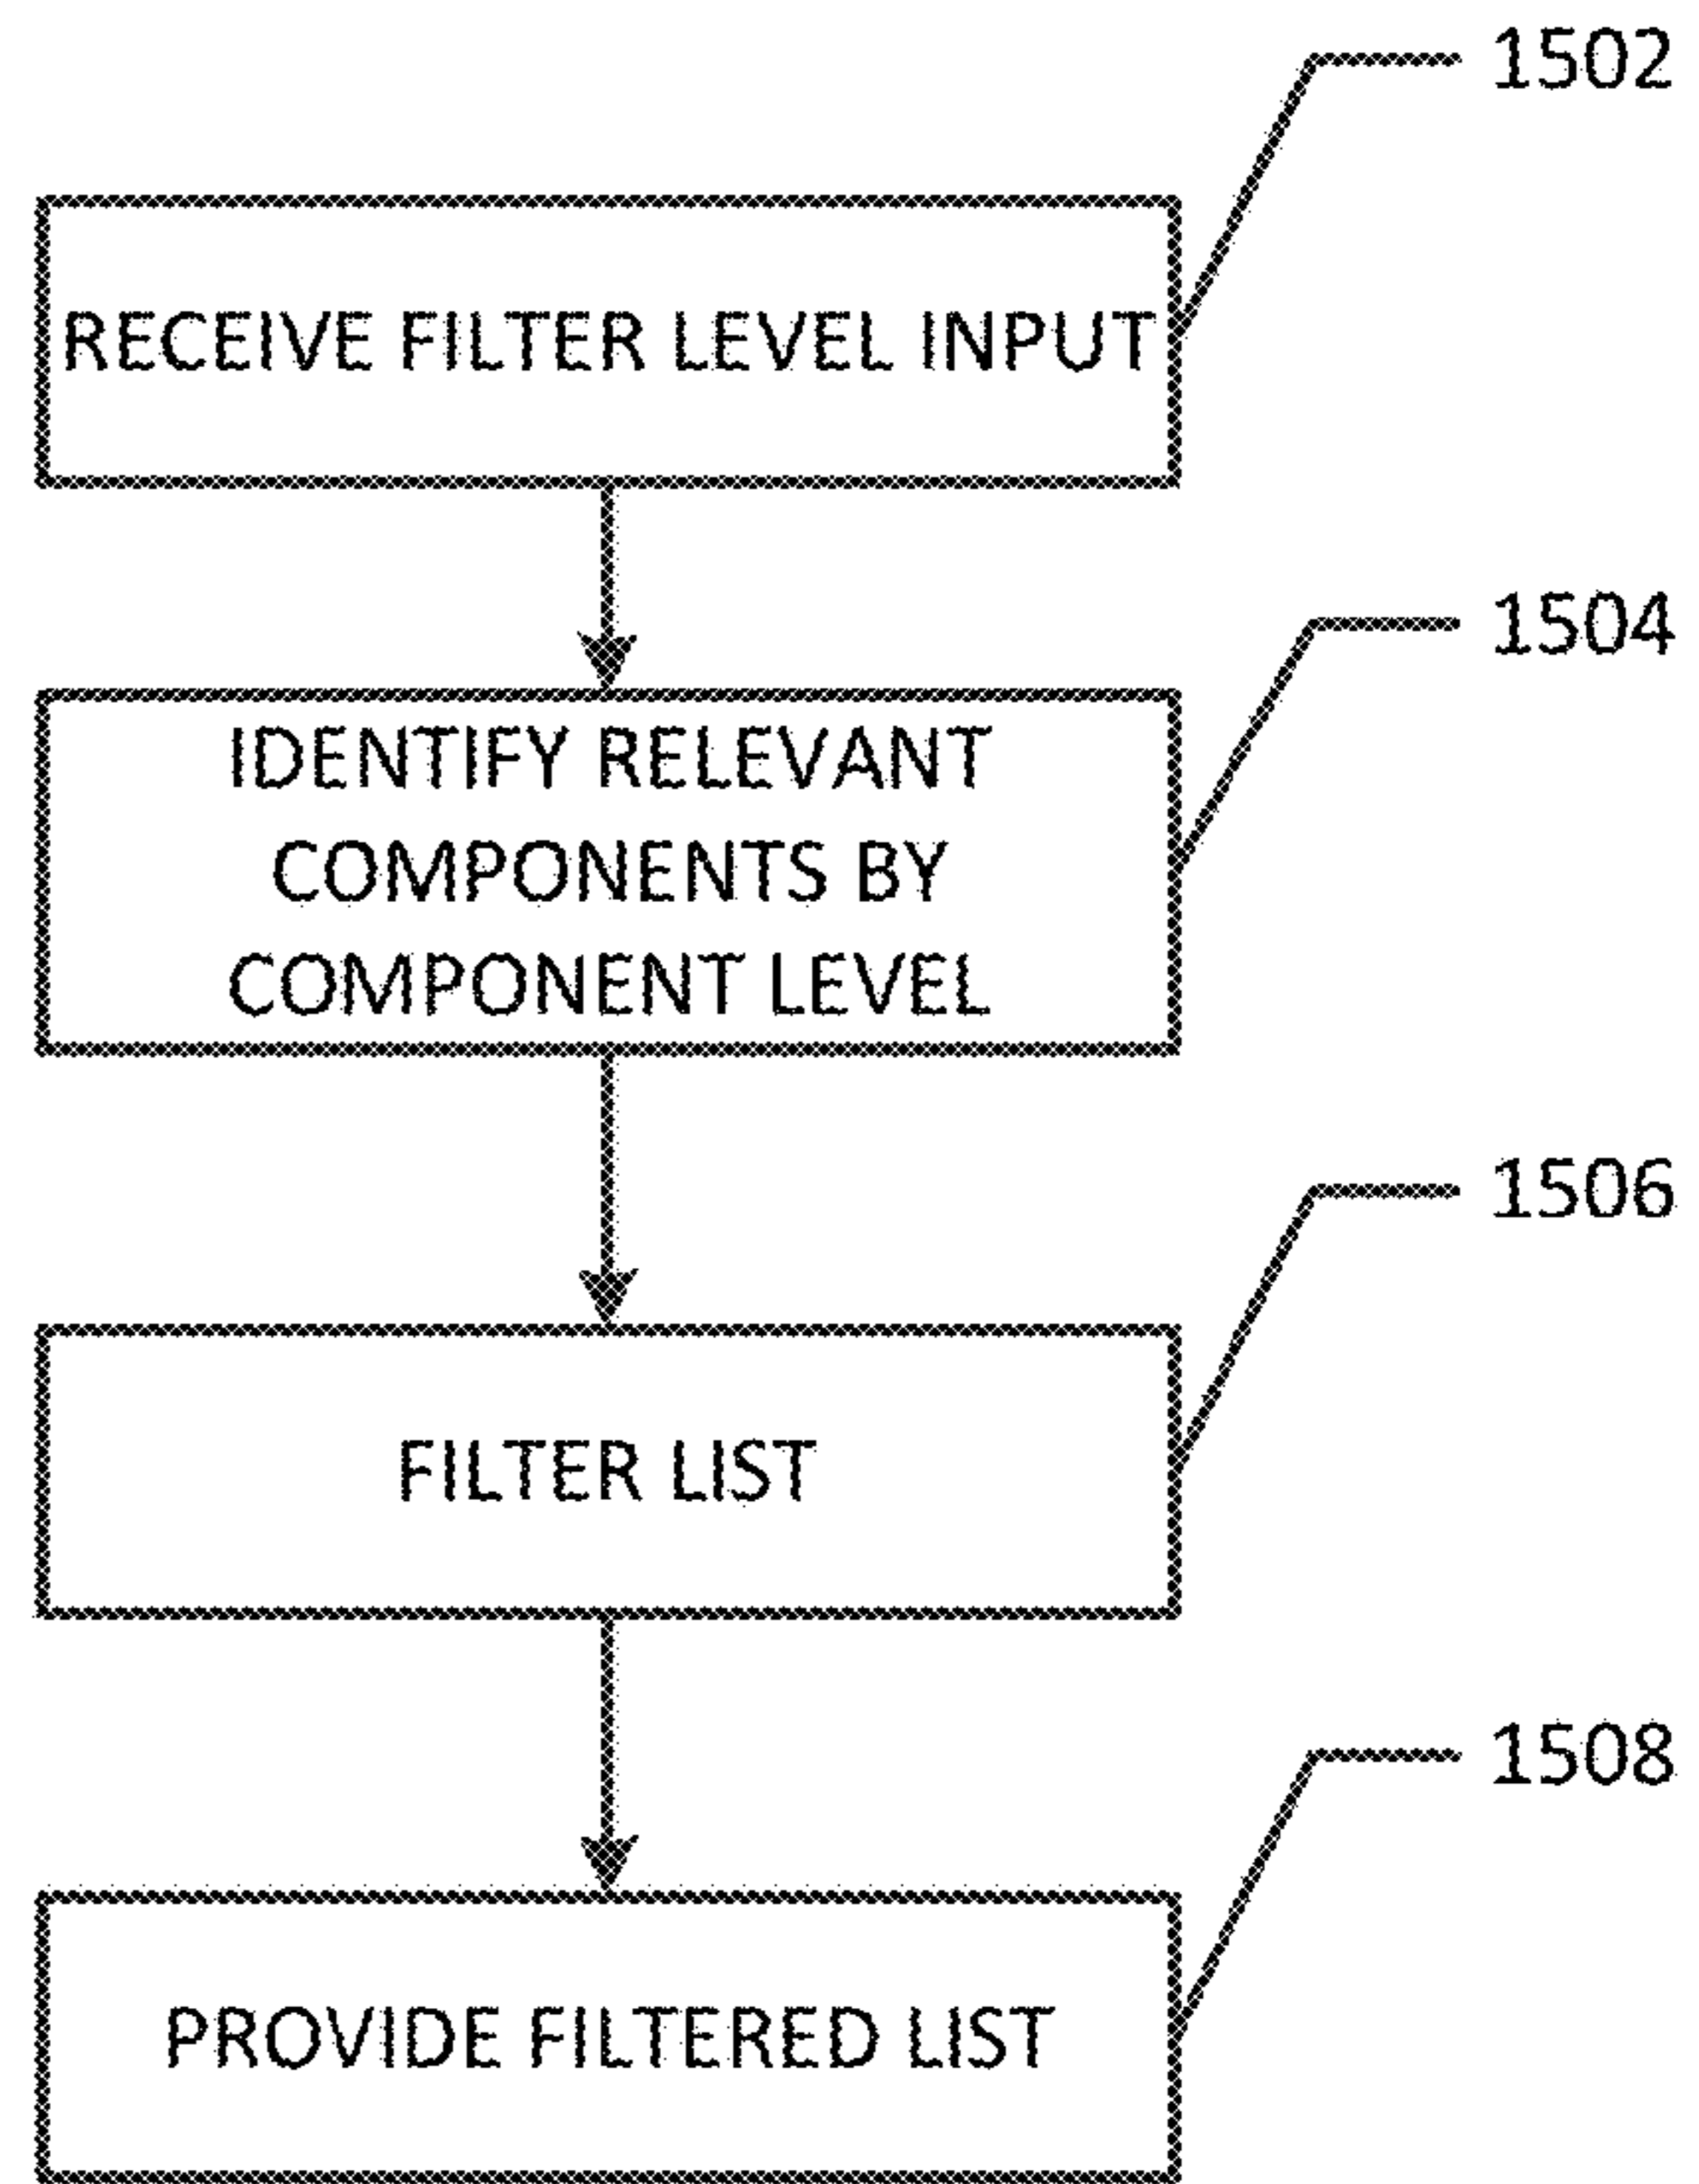 1502
RECEIVE FILTER LEVEL INPUT
1504
IDENTIFY RELEVANT
COMPONENTS BY
COMPONENT LEVEL
1506
FILTER LIST
1508
PROVIDE FILTERED LIST